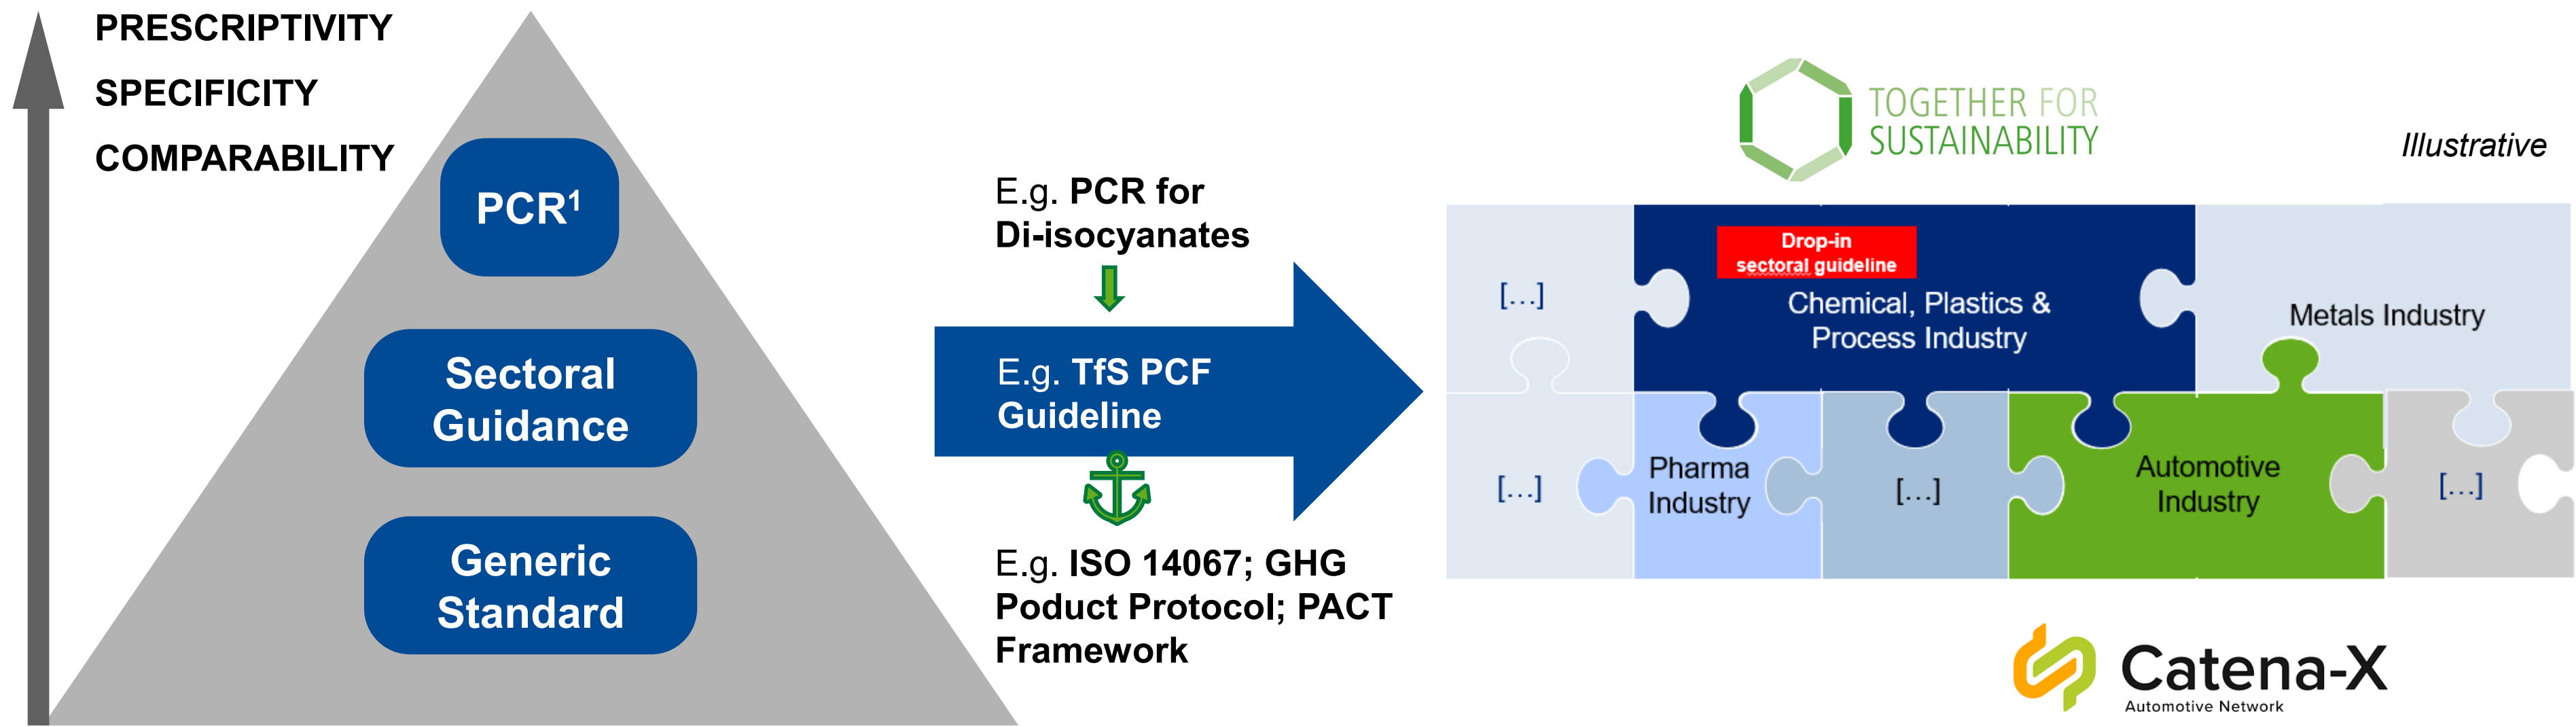 PRESCRIPTIVITY
SPECIFICITY
COMPARABILITY
PCR¹
Sectoral
Guidance
Generic
Standard
E.g. PCR for
Di-isocyanates
E.g. TfS PCF
Guideline
E.g. ISO 14067; GHG
Poduct Protocol; PACT
Framework
TOGETHER FOR
SUSTAINABILITY
Illustrative
[...]
Drop-in
sectoral guideline
Chemical, Plastics &
Process Industry
Metals Industry
[...]
Pharma
Industry
[...]
Automotive
Industry
[...]
Catena-X
Automotive Network